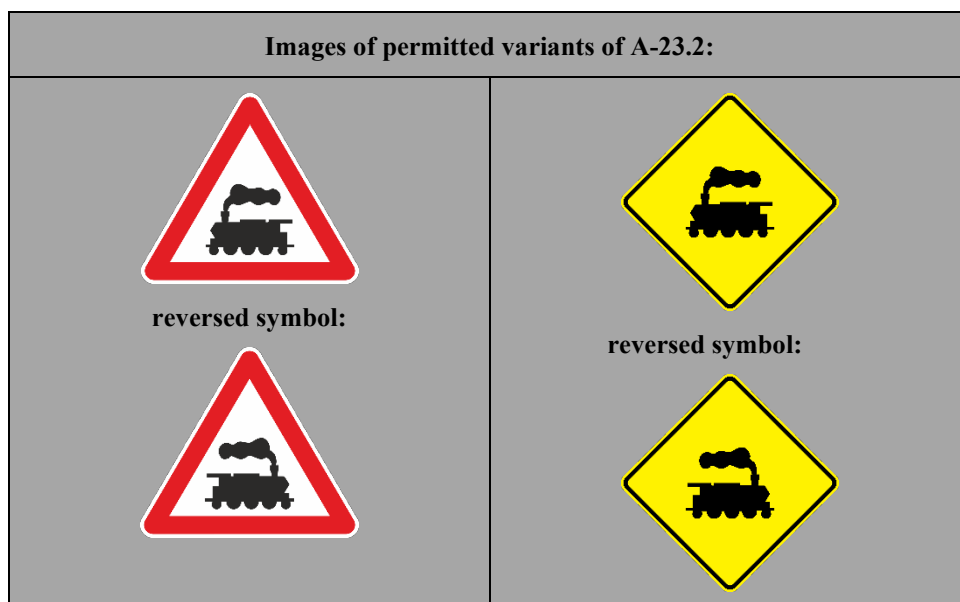 Images of permitted variants of A-23.2:
reversed symbol:
reversed symbol: